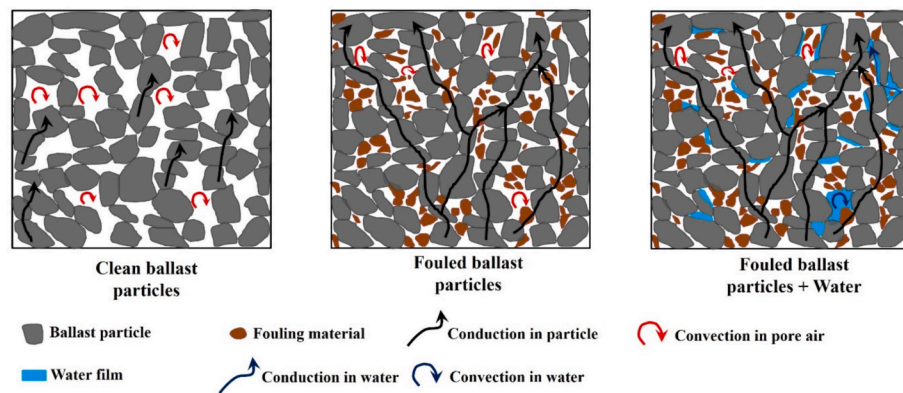 Clean ballast
particles
Fouled ballast
particles
Fouled ballast
particles + Water
Ballast particle
Fouling material
Conduction in particle
Convection in pore air
Water film
Conduction in water
Convection in water